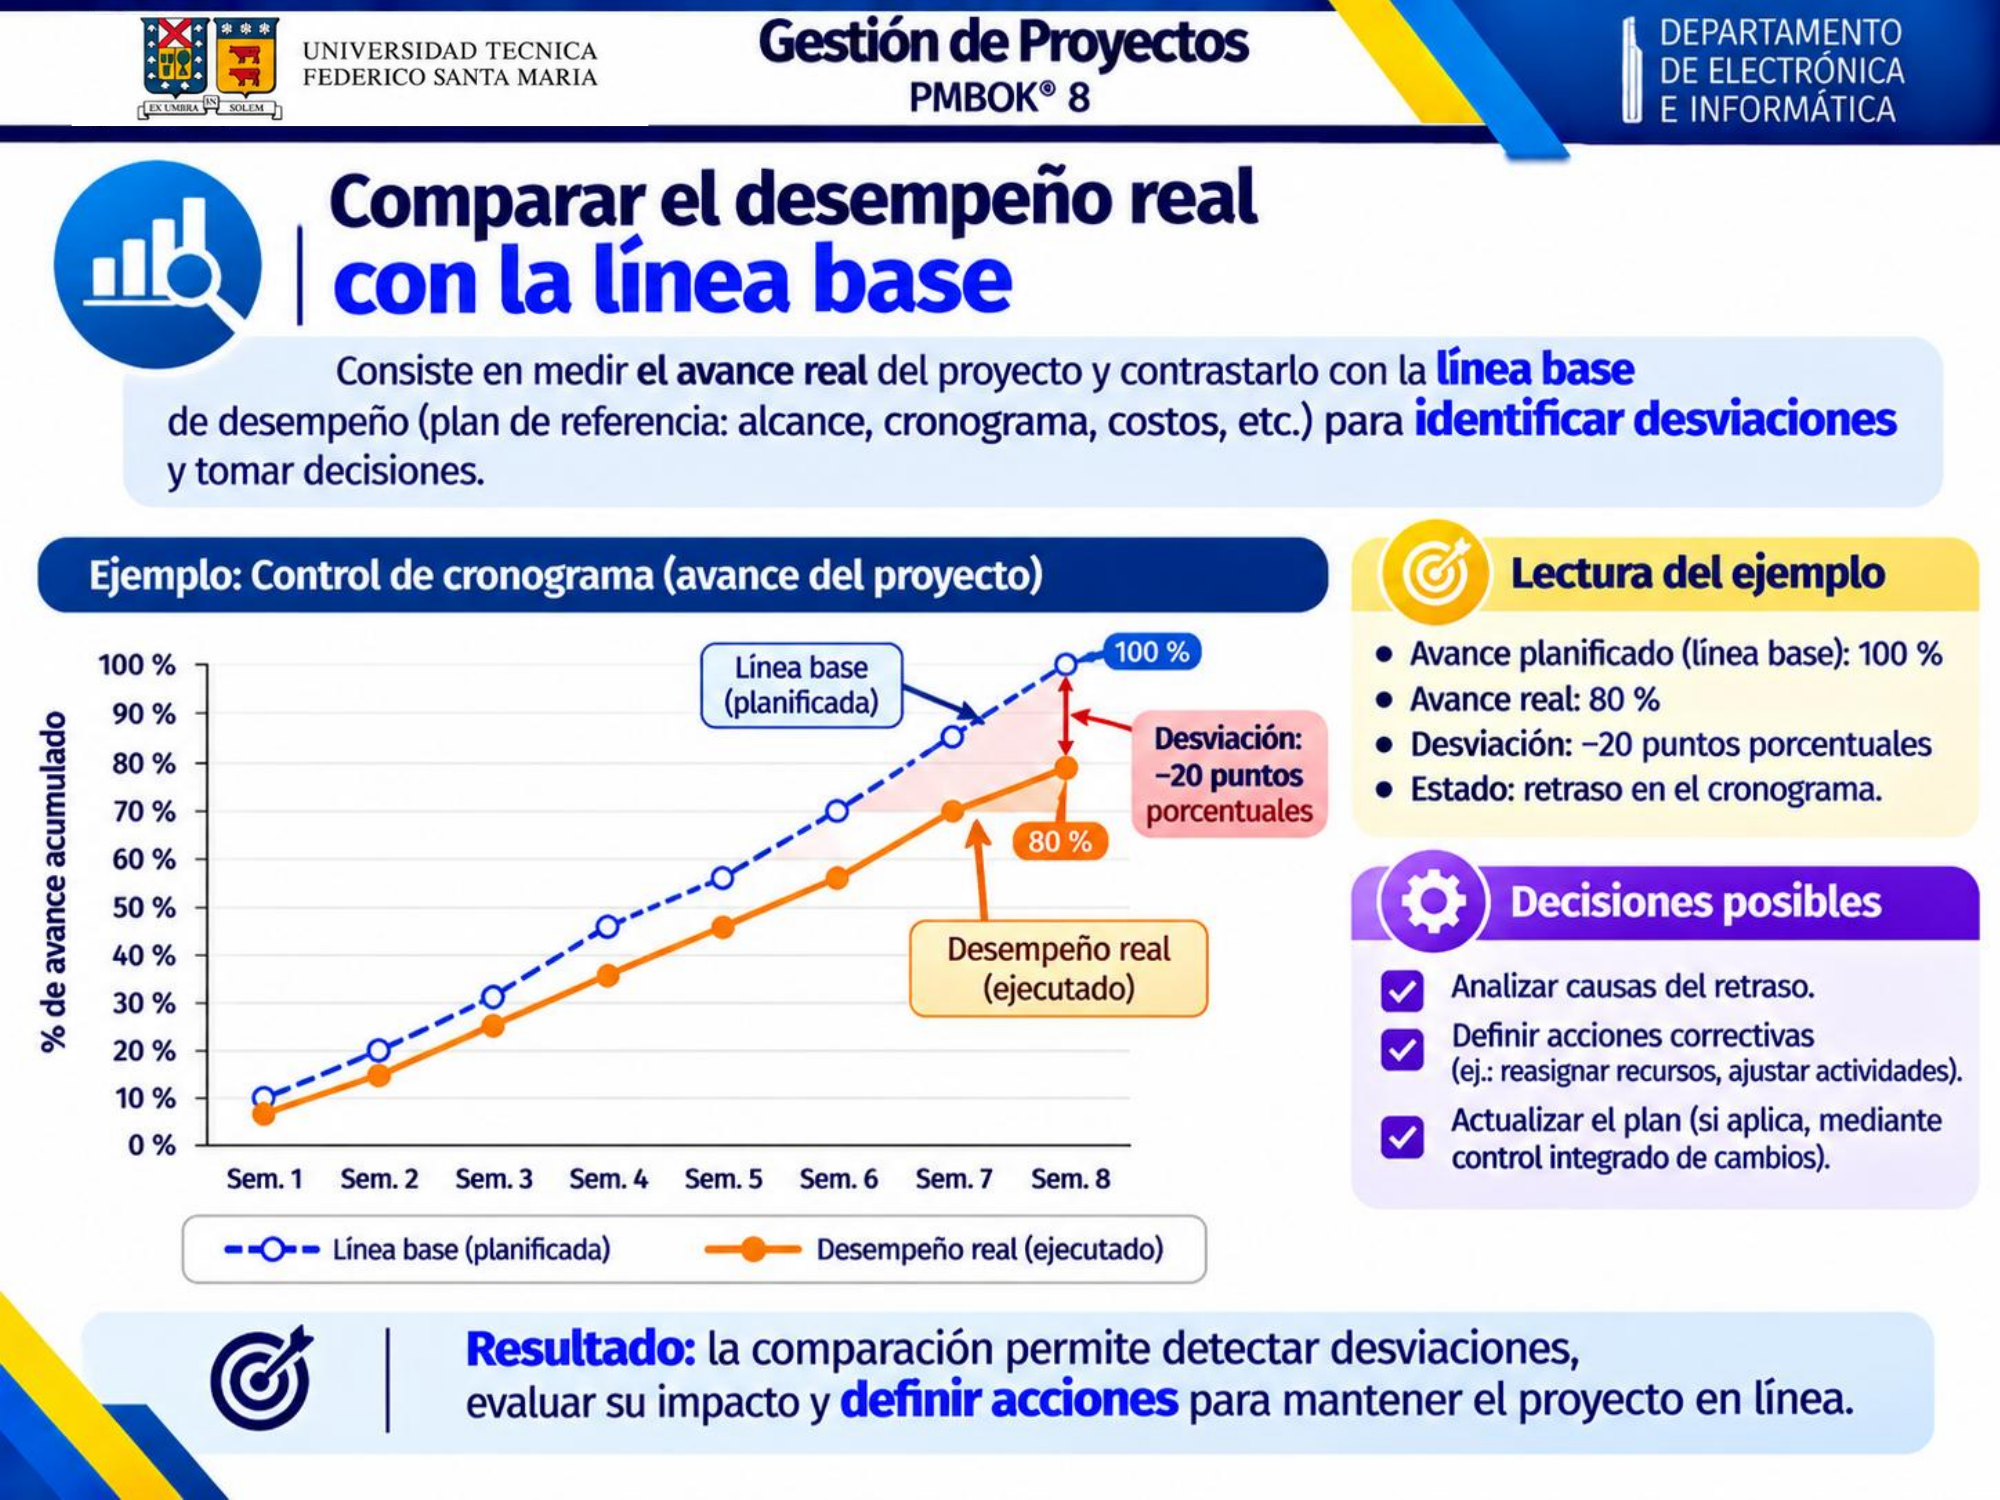 UNIVERSIDAD TECNICA
FEDERICO SANTA MARIA
EX UMBRA IN SOLEM
Gestión de Proyectos
PMBOK® 8
DEPARTAMENTO
DE ELECTRÓNICA
E INFORMÁTICA
Comparar el desempeño real
con la línea base
Consiste en medir el avance real del proyecto y contrastarlo con la línea base
de desempeño (plan de referencia: alcance, cronograma, costos, etc.) para identificar desviaciones
y tomar decisiones.
Ejemplo: Control de cronograma (avance del proyecto)
% de avance acumulado
100 %
90 %
80 %
70 %
60 %
50 %
40 %
30 %
20 %
10 %
0 %
Línea base
(planificada)
100 %
Desviación:
−20 puntos
porcentuales
80 %
Desempeño real
(ejecutado)
Sem. 1 Sem. 2 Sem. 3 Sem. 4 Sem. 5 Sem. 6 Sem. 7 Sem. 8
Línea base (planificada) Desempeño real (ejecutado)
Lectura del ejemplo
• Avance planificado (línea base): 100 %
• Avance real: 80 %
• Desviación: −20 puntos porcentuales
• Estado: retraso en el cronograma.
Decisiones posibles
Analizar causas del retraso.
Definir acciones correctivas
(ej.: reasignar recursos, ajustar actividades).
Actualizar el plan (si aplica, mediante
control integrado de cambios).
Resultado: la comparación permite detectar desviaciones,
evaluar su impacto y definir acciones para mantener el proyecto en línea.